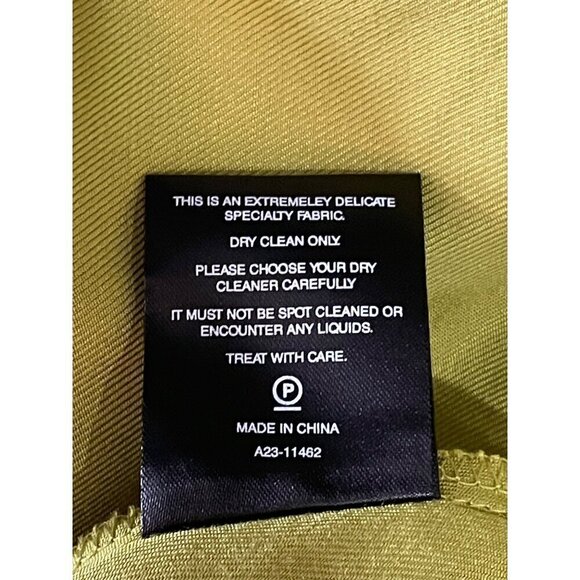 THIS IS AN EXTREMELEY DELICATE
SPECIALTY FABRIC.
DRY CLEAN ONLY.
PLEASE CHOOSE YOUR DRY
CLEANER CAREFULLY
IT MUST NOT BE SPOT CLEANED OR
ENCOUNTER ANY LIQUIDS.
TREAT WITH CARE.
P
MADE IN CHINA
A23-11462